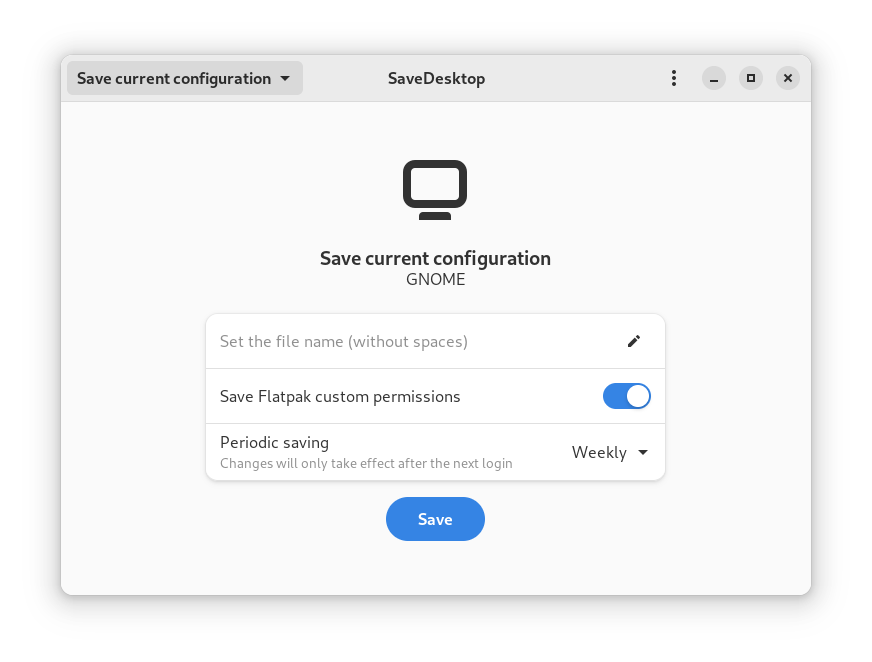 Save current configuration
SaveDesktop
Save current configuration
GNOME
Set the file name (without spaces)
Save Flatpak custom permissions
Periodic saving
Changes will only take effect after the next login
Weekly
Save